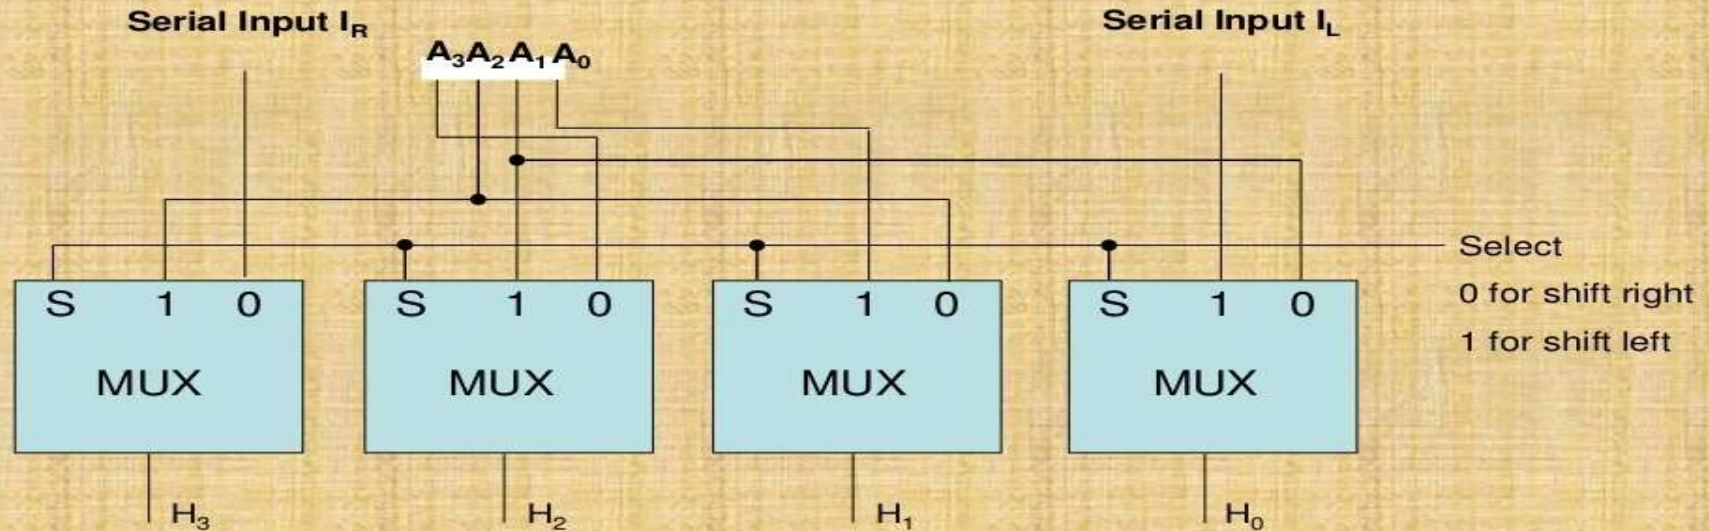 Serial Input I_R
Serial Input I_L
A₃A₂A₁A₀
Select
0 for shift right
1 for shift left
S 1 0
S 1 0
S 1 0
S 1 0
MUX
MUX
MUX
MUX
H₃
H₂
H₁
H₀